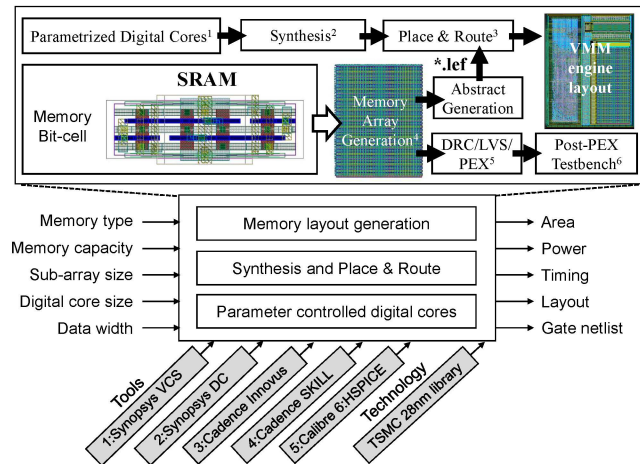 Parametrized Digital Cores1
Synthesis2
Place & Route3
VMM
engine
layout
*.lef
SRAM
Memory
Bit-cell
Memory
Array
Generation4
Abstract
Generation
DRC/LVS/
PEX5
Post-PEX
Testbench6
Memory type
Memory capacity
Sub-array size
Digital core size
Data width
Memory layout generation
Synthesis and Place & Route
Parameter controlled digital cores
Area
Power
Timing
Layout
Gate netlist
Tools
1:Synopsys VCS
2:Synopsys DC
3:Cadence Innovus
4:Cadence SKILL
5:Calibre 6:HSPICE
Technology
TSMC 28nm library